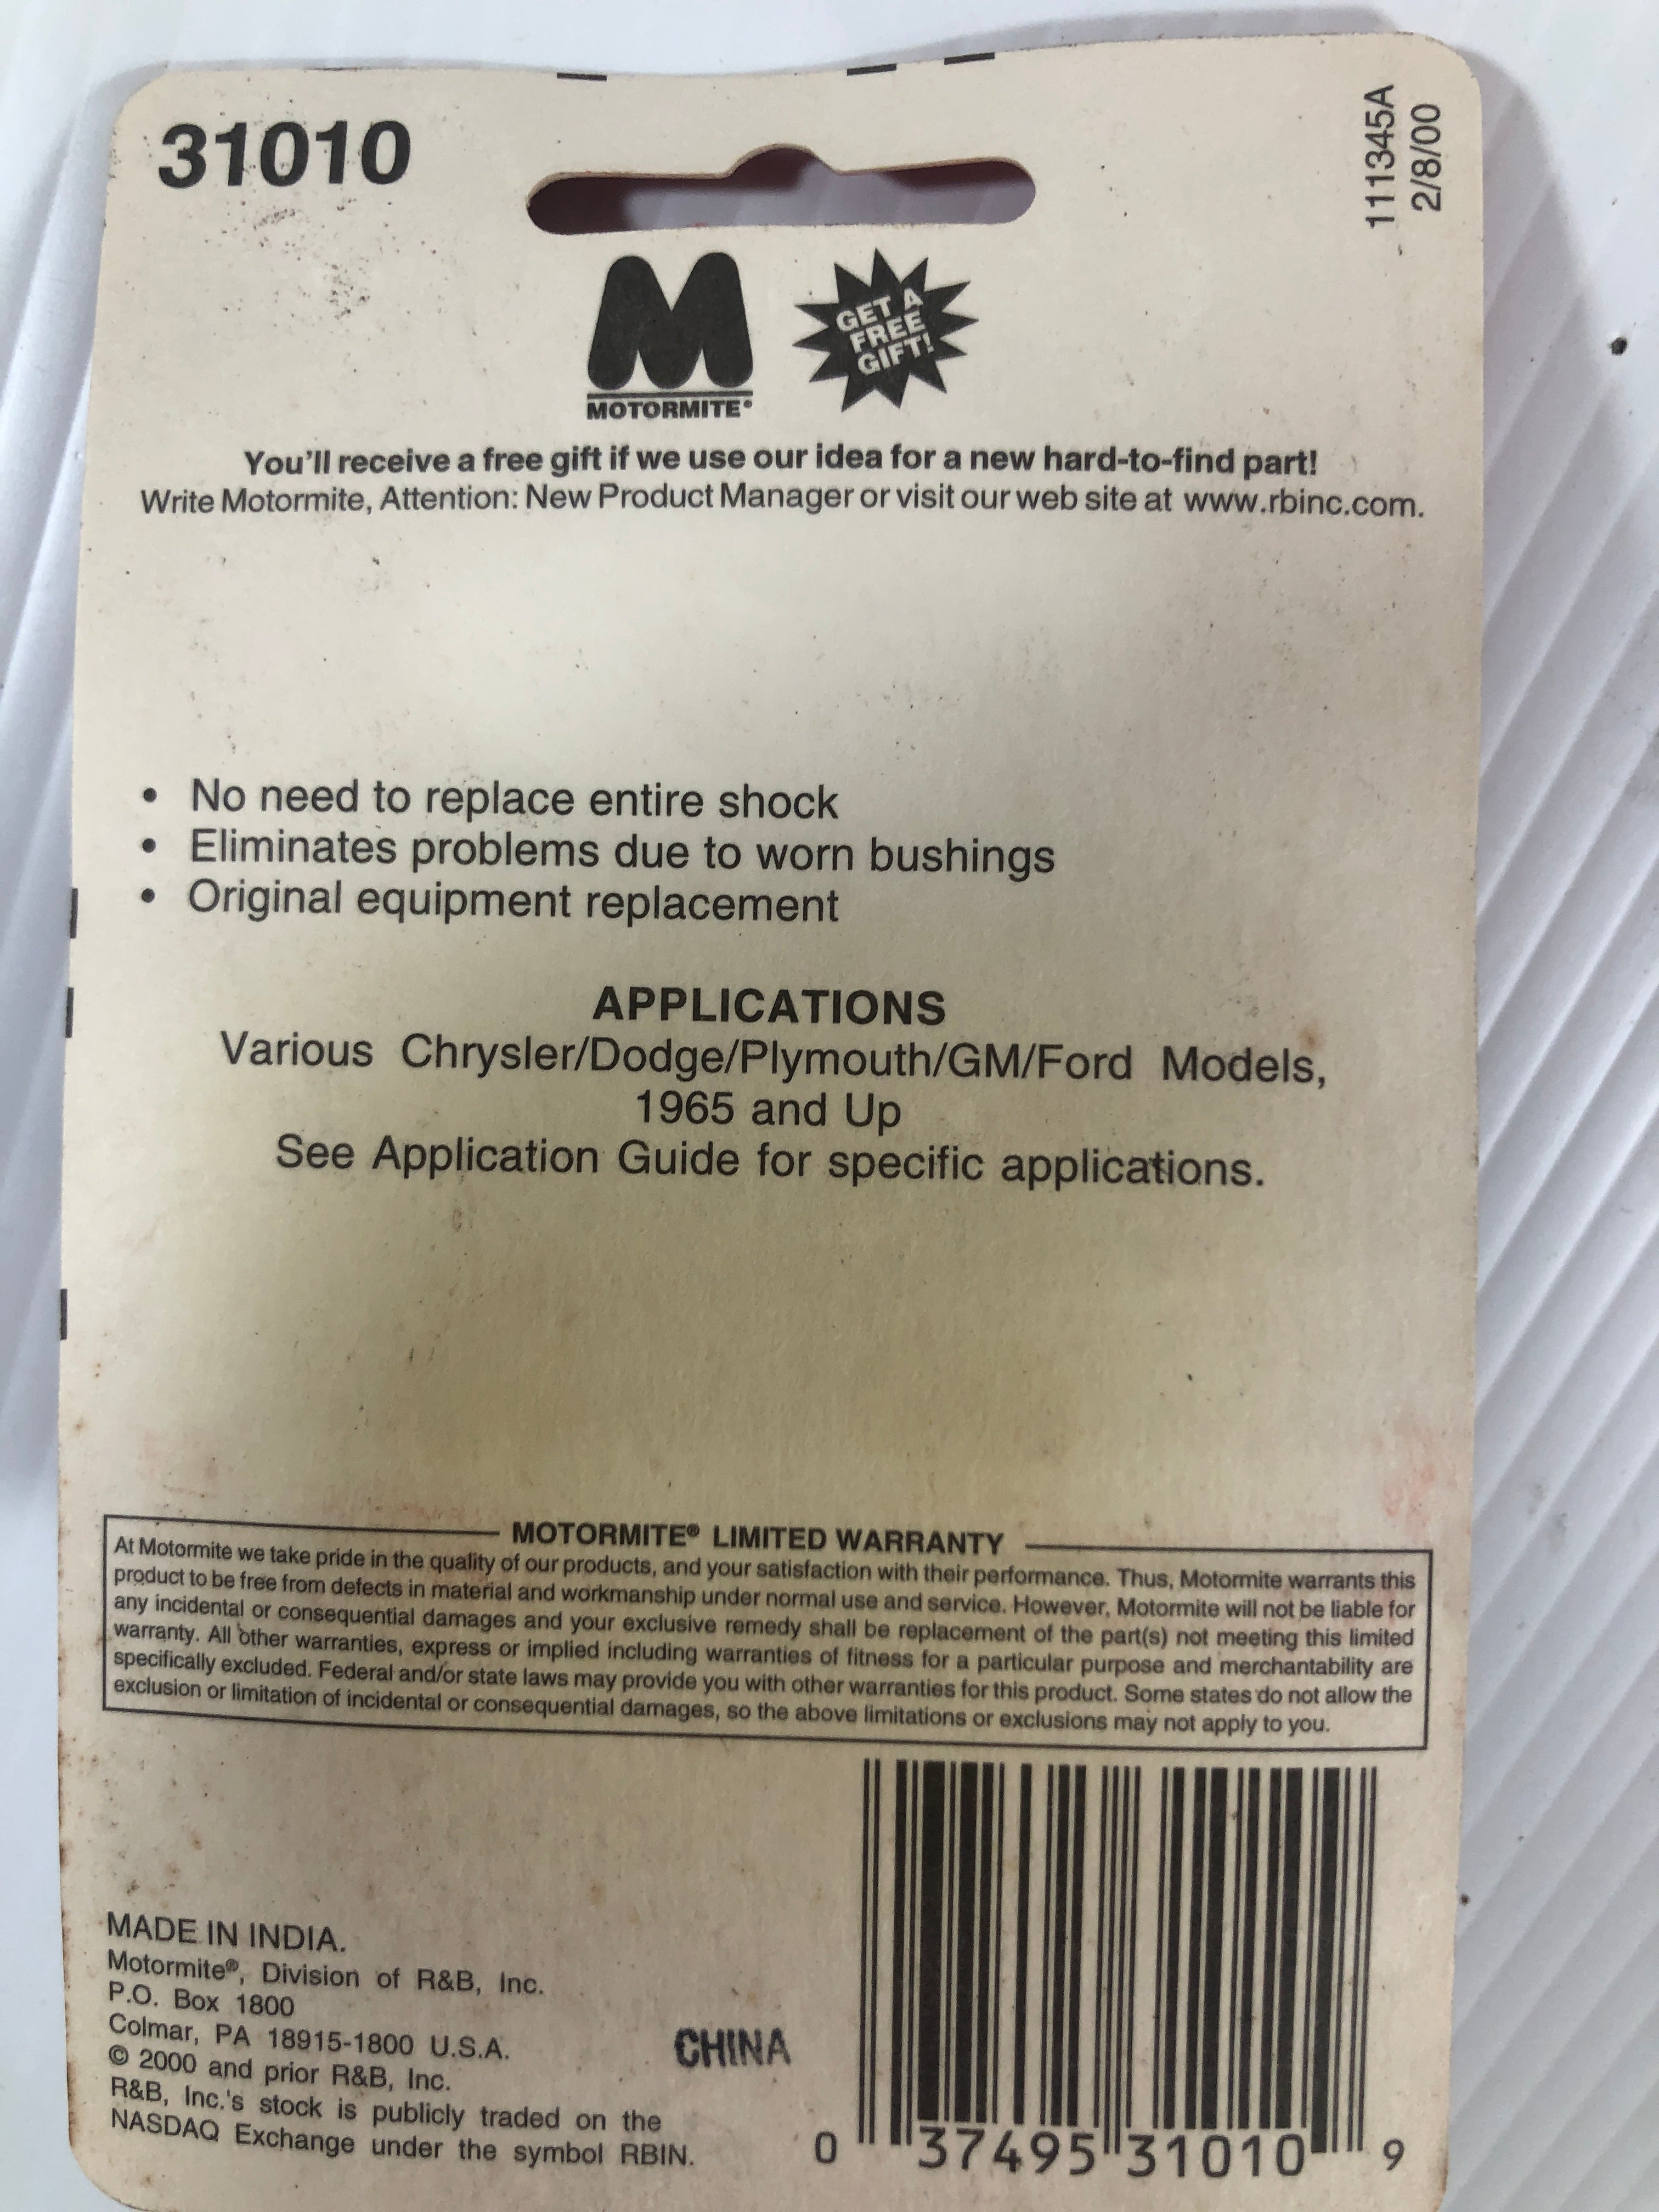 31010
111345A
2/8/00
MOTORMITE®
GET A
FREE
GIFT!
You'll receive a free gift if we use our idea for a new hard-to-find part!
Write Motormite, Attention: New Product Manager or visit our web site at www.rbinc.com.
• No need to replace entire shock
• Eliminates problems due to worn bushings
• Original equipment replacement
APPLICATIONS
Various Chrysler/Dodge/Plymouth/GM/Ford Models,
1965 and Up
See Application Guide for specific applications.
MOTORMITE® LIMITED WARRANTY
At Motormite we take pride in the quality of our products, and your satisfaction with their performance. Thus, Motormite warrants this
product to be free from defects in material and workmanship under normal use and service. However, Motormite will not be liable for
any incidental or consequential damages and your exclusive remedy shall be replacement of the part(s) not meeting this limited
warranty. All other warranties, express or implied including warranties of fitness for a particular purpose and merchantability are
specifically excluded. Federal and/or state laws may provide you with other warranties for this product. Some states do not allow the
exclusion or limitation of incidental or consequential damages, so the above limitations or exclusions may not apply to you.
MADE IN INDIA.
Motormite®, Division of R&B, Inc.
P.O. Box 1800
Colmar, PA 18915-1800 U.S.A.
© 2000 and prior R&B, Inc.
R&B, Inc.'s stock is publicly traded on the
NASDAQ Exchange under the symbol RBIN.
CHINA
0 37495 31010 9